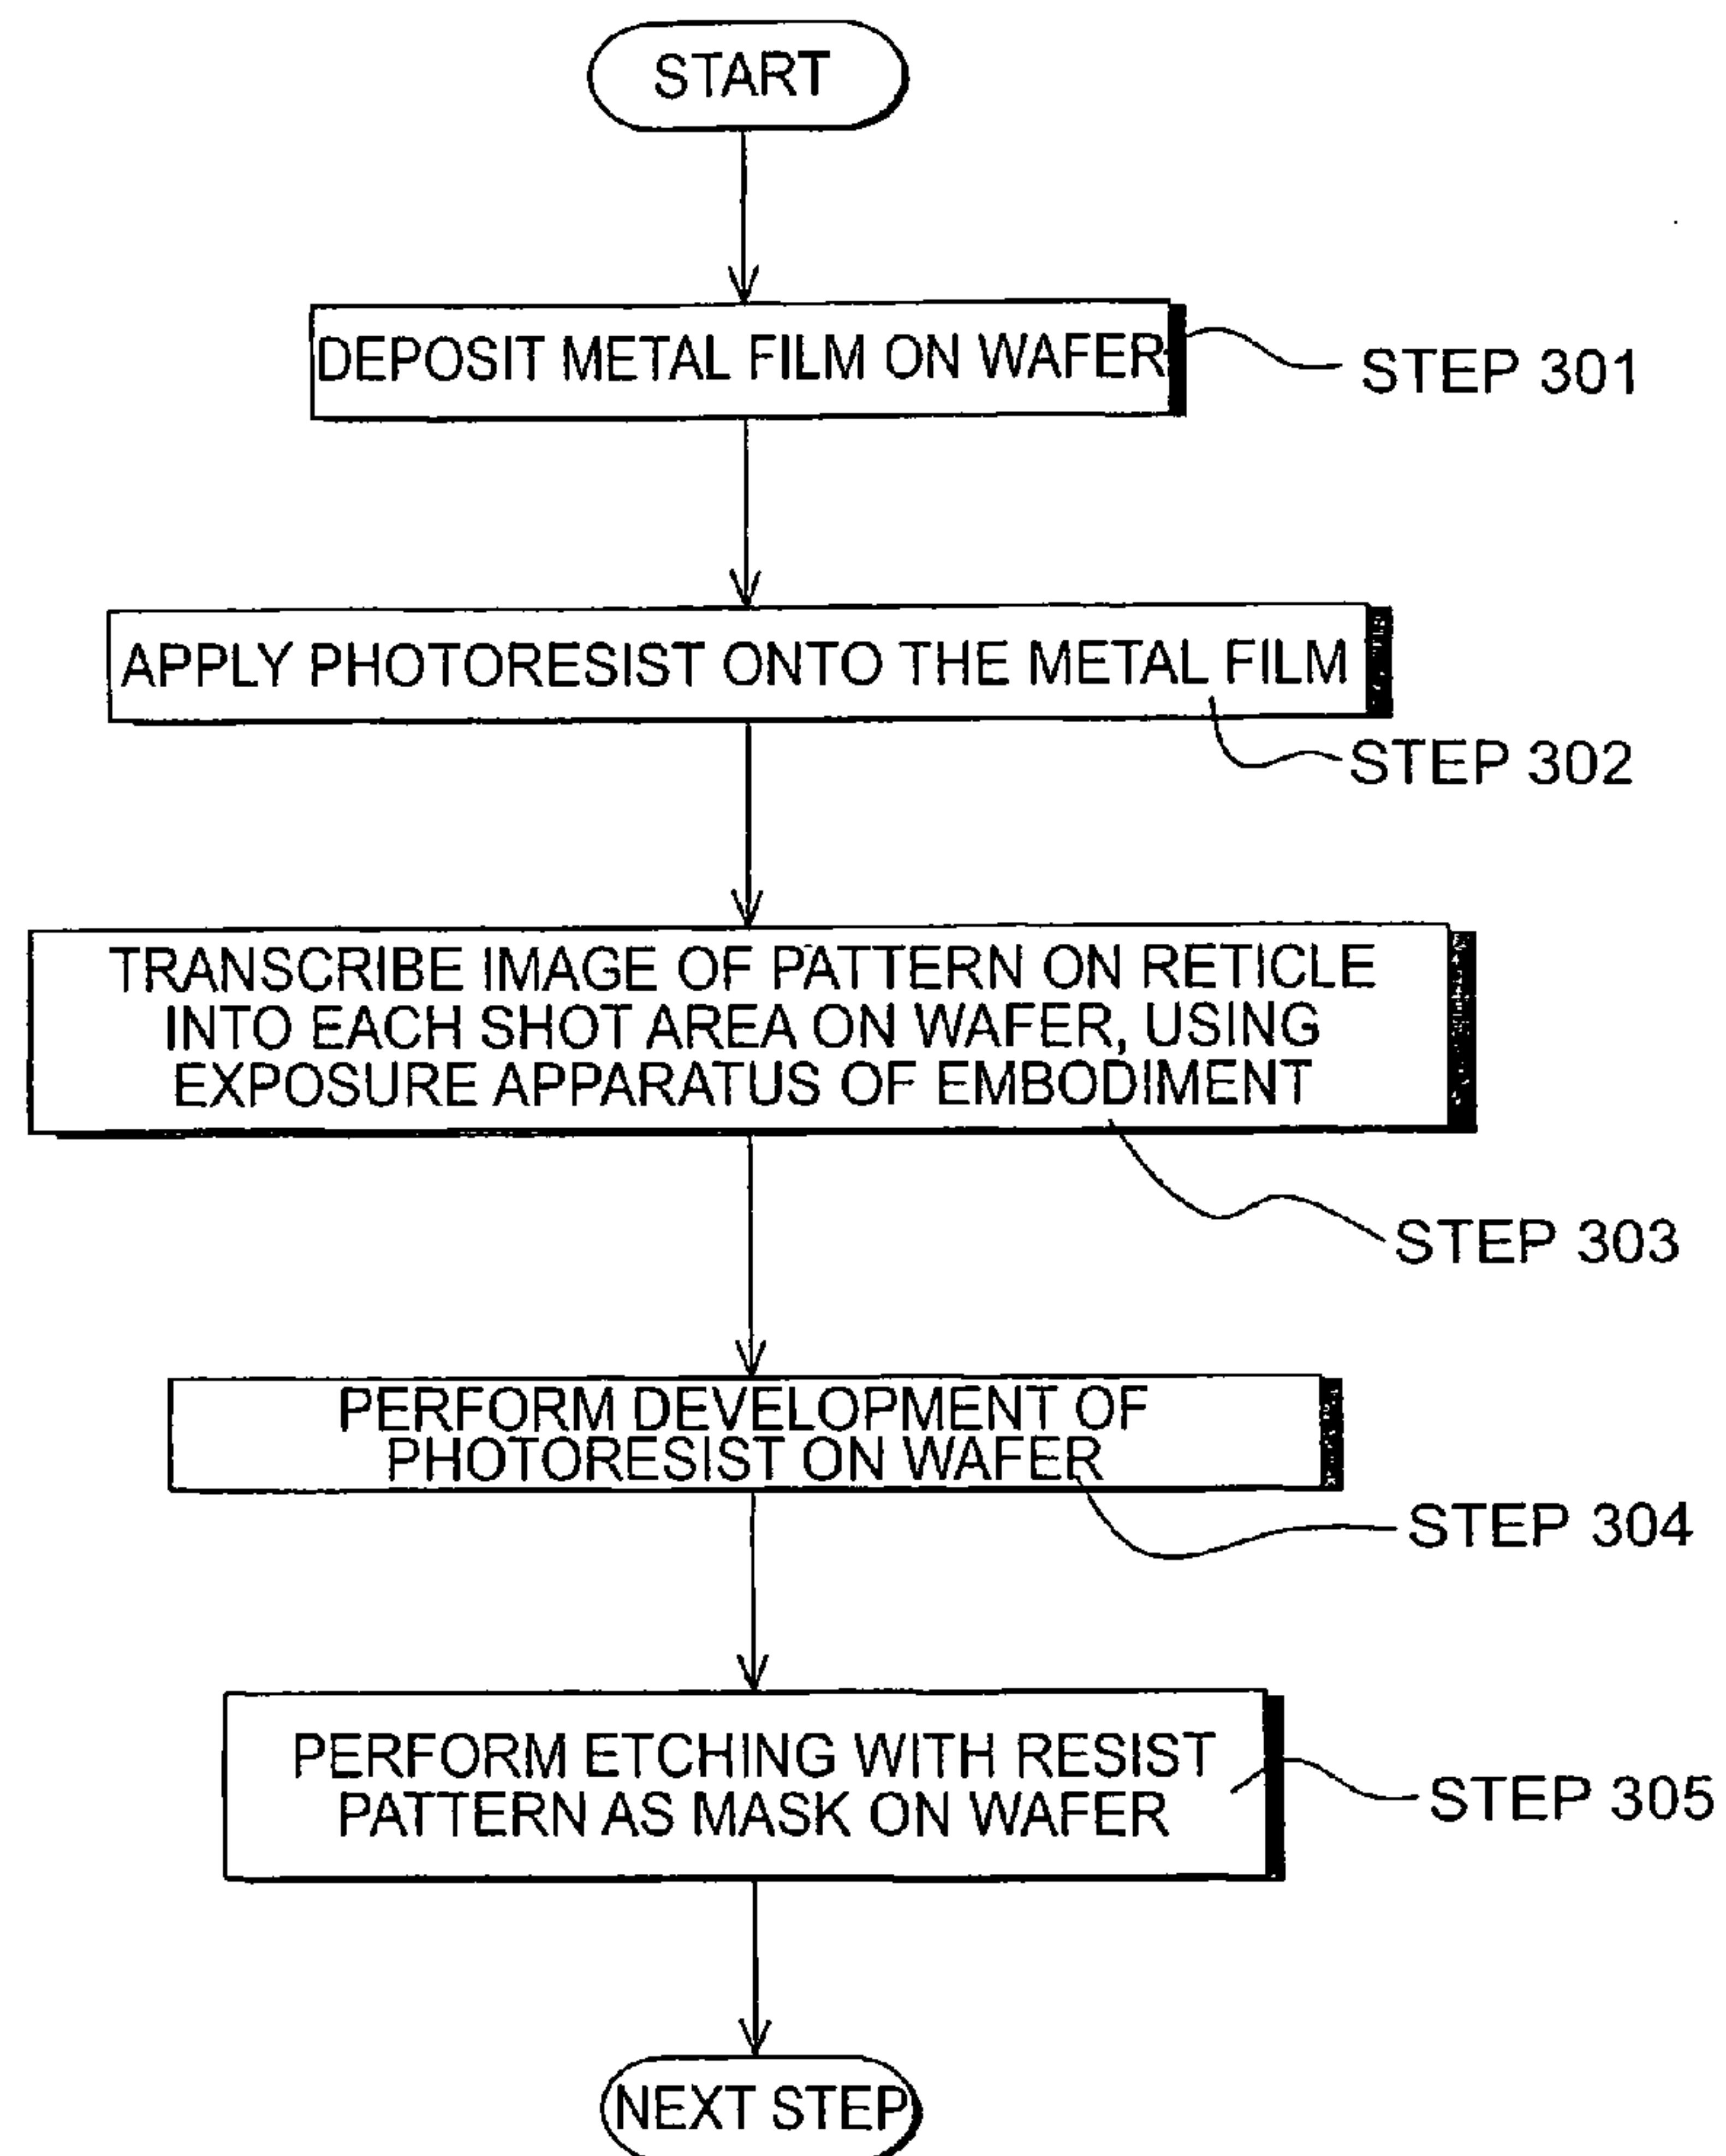 START
DEPOSIT METAL FILM ON WAFER
STEP 301
APPLY PHOTORESIST ONTO THE METAL FILM
STEP 302
TRANSCRIBE IMAGE OF PATTERN ON RETICLE
INTO EACH SHOT AREA ON WAFER, USING
EXPOSURE APPARATUS OF EMBODIMENT
STEP 303
PERFORM DEVELOPMENT OF
PHOTORESIST ON WAFER
STEP 304
PERFORM ETCHING WITH RESIST
PATTERN AS MASK ON WAFER
STEP 305
NEXT STEP